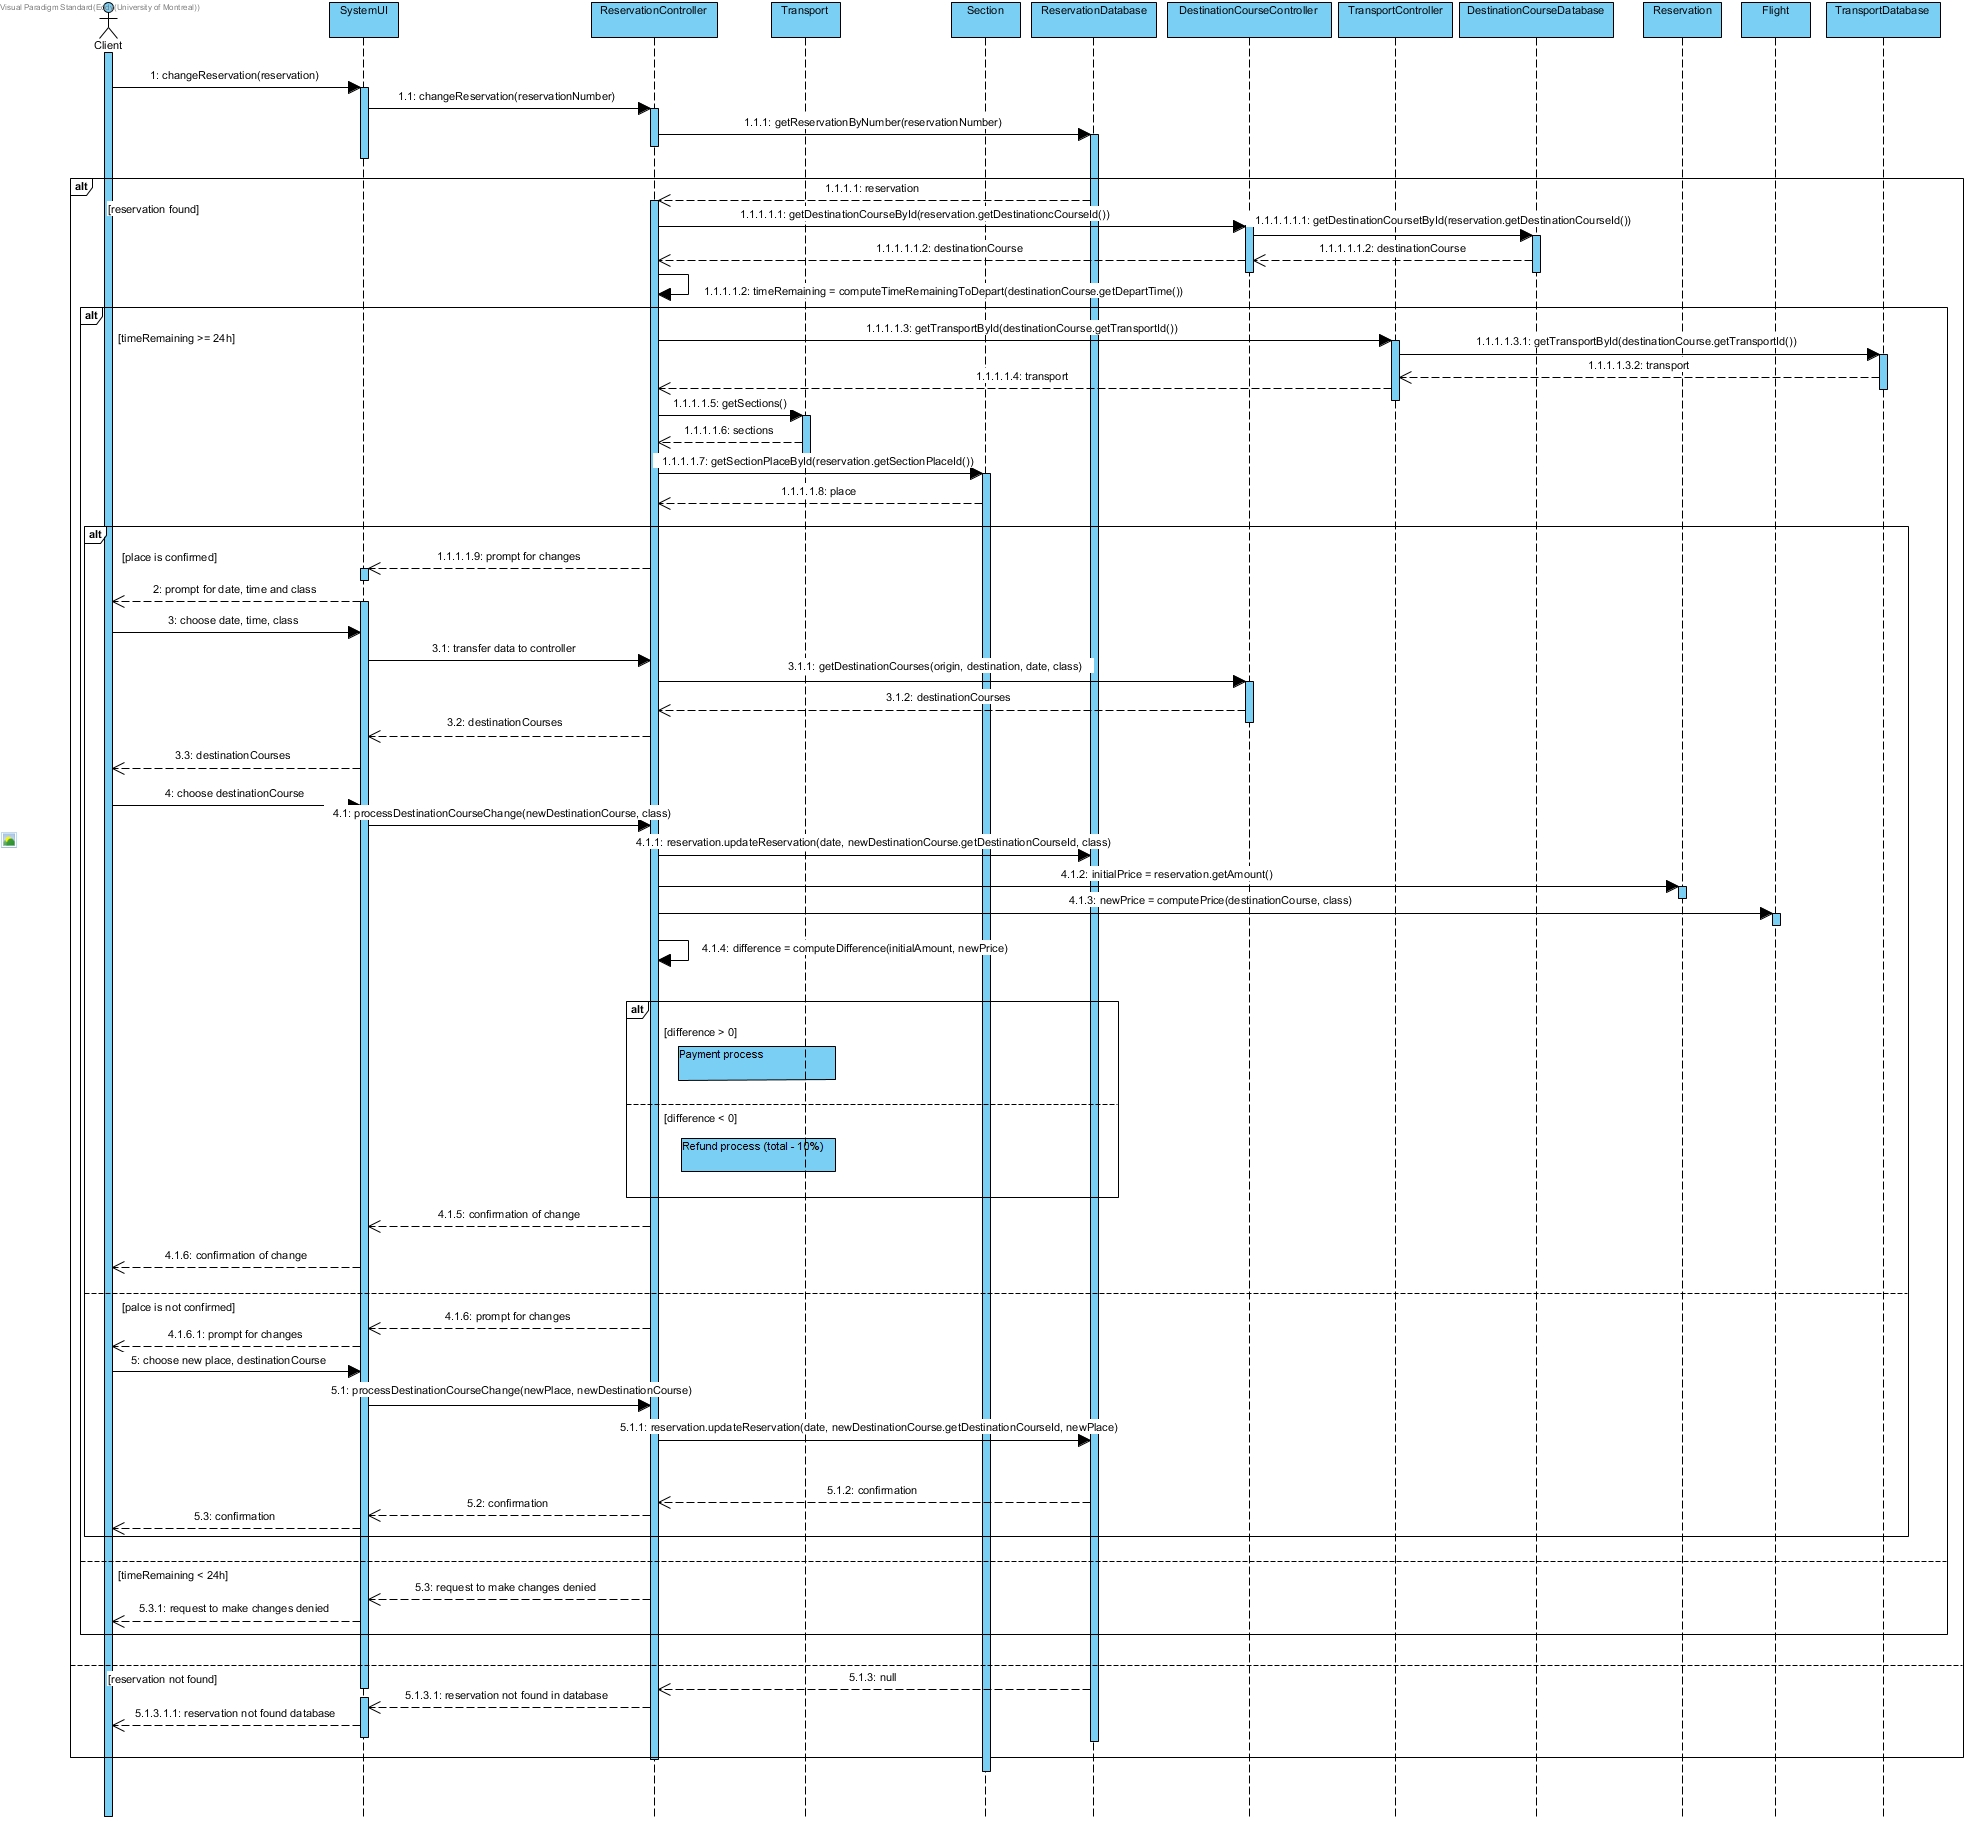 Visual Paradigm Standard(Eddy(University of Montreal))
Client
SystemUI
ReservationController
Transport
Section
ReservationDatabase
DestinationCourseController
TransportController
DestinationCourseDatabase
Reservation
Flight
TransportDatabase
1: changeReservation(reservation)
1.1: changeReservation(reservationNumber)
1.1.1: getReservationByNumber(reservationNumber)
alt
[reservation found]
1.1.1.1: reservation
1.1.1.1.1: getDestinationCourseById(reservation.getDestinationcCourseId())
1.1.1.1.1.1: getDestinationCoursetById(reservation.getDestinationCourseId())
1.1.1.1.1.2: destinationCourse
1.1.1.1.1.2: destinationCourse
1.1.1.1.2: timeRemaining = computeTimeRemainingToDepart(destinationCourse.getDepartTime())
alt
[timeRemaining >= 24h]
1.1.1.1.3: getTransportById(destinationCourse.getTransportId())
1.1.1.1.3.1: getTransportById(destinationCourse.getTransportId())
1.1.1.1.3.2: transport
1.1.1.1.4: transport
1.1.1.1.5: getSections()
1.1.1.1.6: sections
1.1.1.1.7: getSectionPlaceById(reservation.getSectionPlaceId())
1.1.1.1.8: place
alt
[place is confirmed]
1.1.1.1.9: prompt for changes
2: prompt for date, time and class
3: choose date, time, class
3.1: transfer data to controller
3.1.1: getDestinationCourses(origin, destination, date, class)
3.1.2: destinationCourses
3.2: destinationCourses
3.3: destinationCourses
4: choose destinationCourse
4.1: processDestinationCourseChange(newDestinationCourse, class)
4.1.1: reservation.updateReservation(date, newDestinationCourse.getDestinationCourseId, class)
4.1.2: initialPrice = reservation.getAmount()
4.1.3: newPrice = computePrice(destinationCourse, class)
4.1.4: difference = computeDifference(initialAmount, newPrice)
alt
[difference > 0]
Payment process
[difference < 0]
Refund process (total - 10%)
4.1.5: confirmation of change
4.1.6: confirmation of change
[palce is not confirmed]
4.1.6: prompt for changes
4.1.6.1: prompt for changes
5: choose new place, destinationCourse
5.1: processDestinationCourseChange(newPlace, newDestinationCourse)
5.1.1: reservation.updateReservation(date, newDestinationCourse.getDestinationCourseId, newPlace)
5.1.2: confirmation
5.2: confirmation
5.3: confirmation
[timeRemaining < 24h]
5.3: request to make changes denied
5.3.1: request to make changes denied
[reservation not found]
5.1.3: null
5.1.3.1: reservation not found in database
5.1.3.1.1: reservation not found database